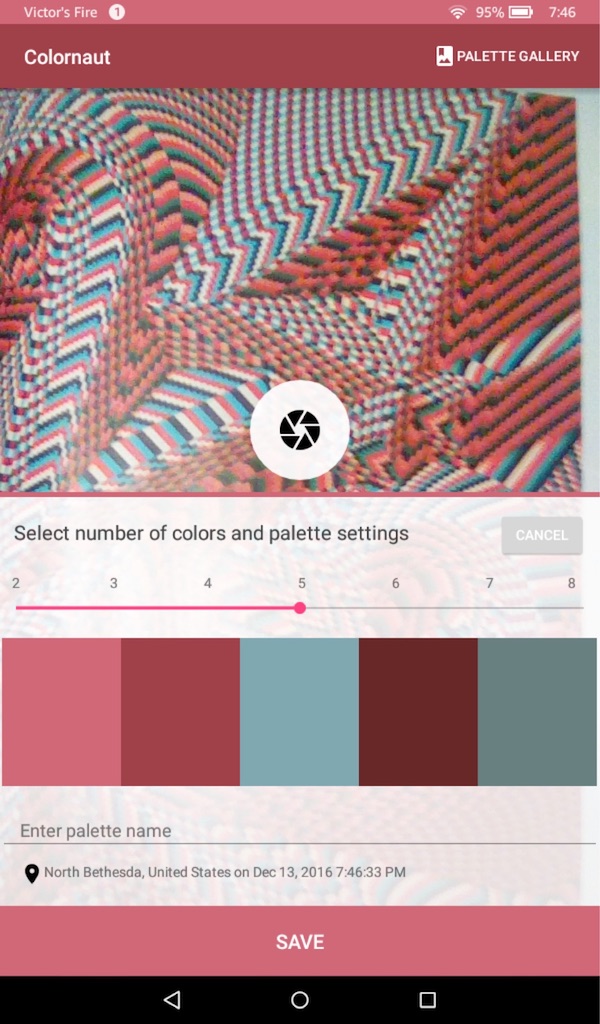 Victor's Fire 1 95% 7:46
Colornaut PALETTE GALLERY
Select number of colors and palette settings CANCEL
2 3 4 5 6 7 8
Enter palette name
North Bethesda, United States on Dec 13, 2016 7:46:33 PM
SAVE